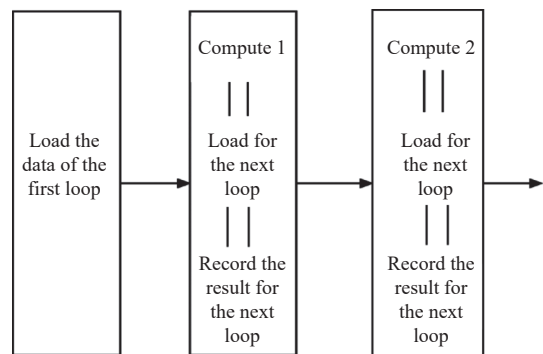 Load the
data of the
first loop
Compute 1
Load for
the next
loop
Record the
result for
the next
loop
Compute 2
Load for
the next
loop
Record the
result for
the next
loop